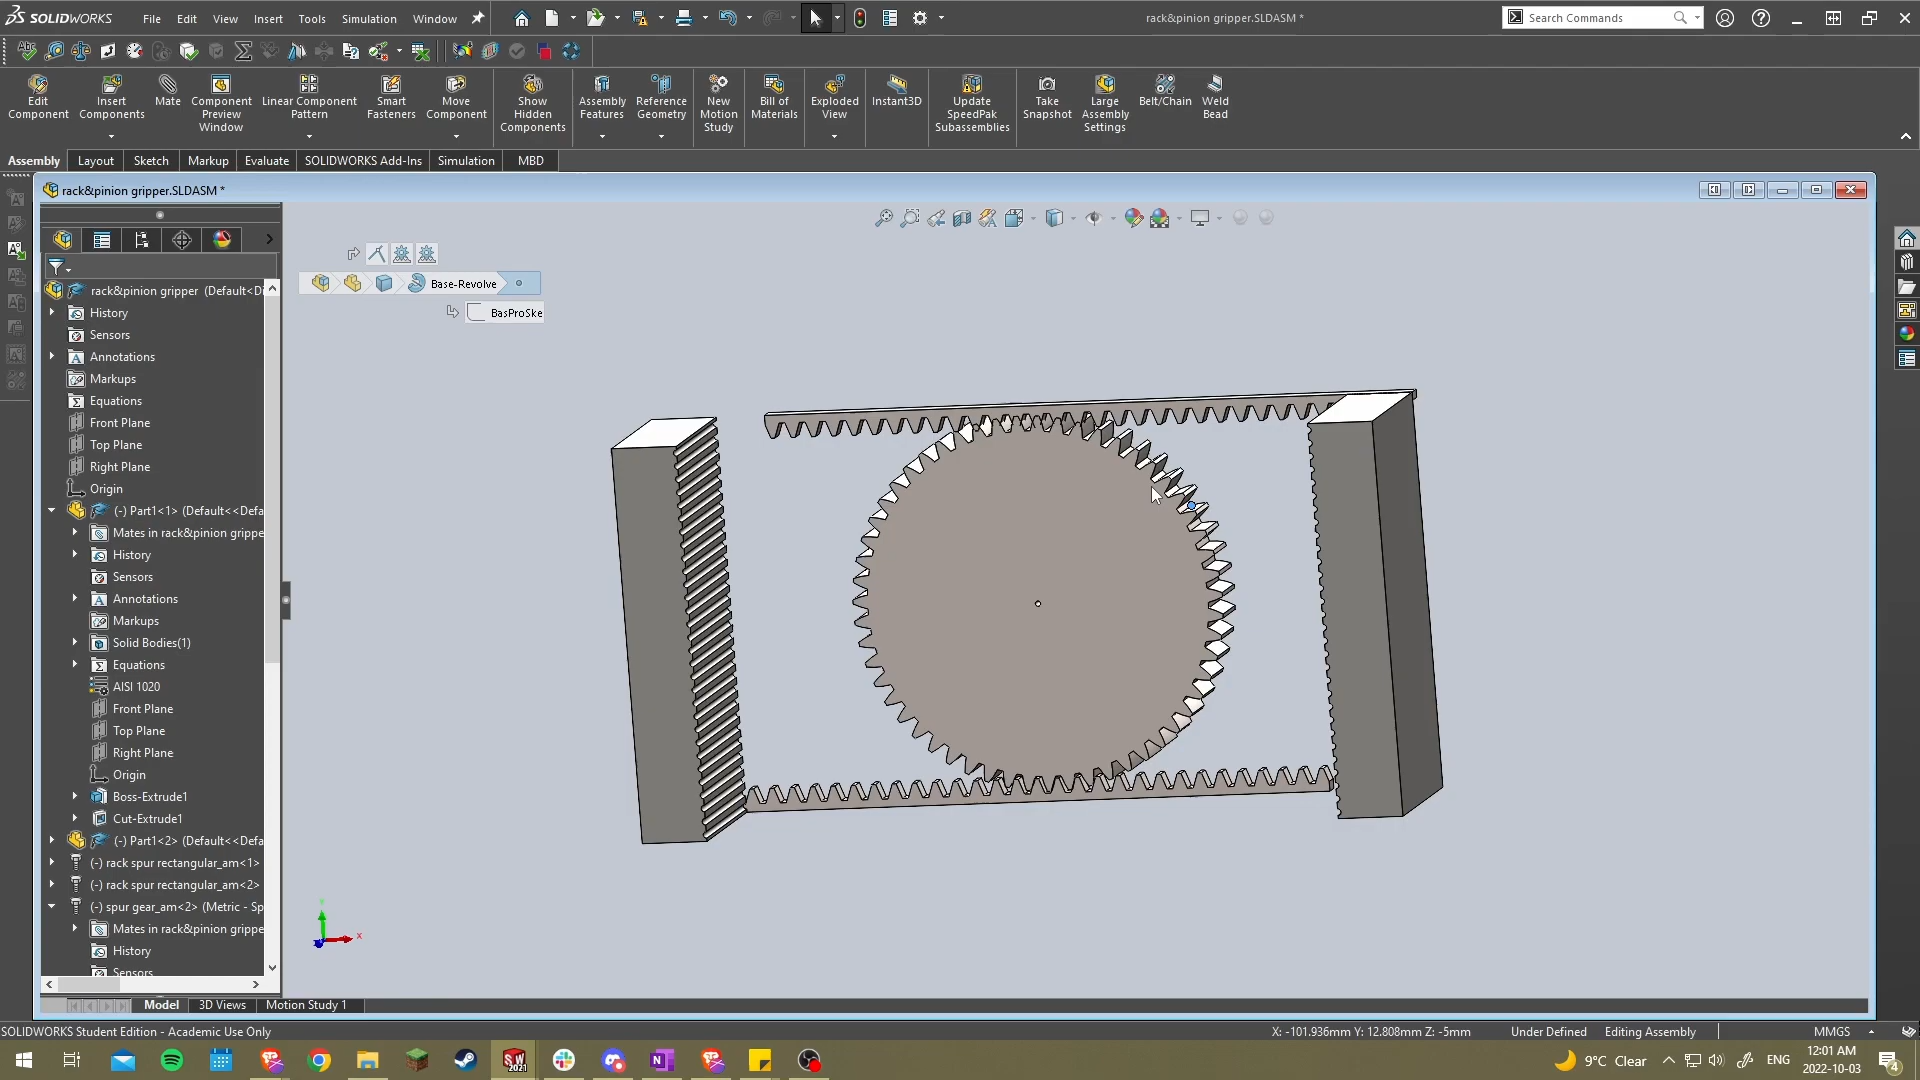 SOLIDWORKS File Edit View Insert Tools Simulation Window
rack&pinion gripper.SLDASM *
Search Commands
Edit Component
Insert Components
Mate
Component Preview Window
Linear Component Pattern
Smart Fasteners
Move Component
Show Hidden Components
Assembly Features
Reference Geometry
New Motion Study
Bill of Materials
Exploded View
Instant3D
Update SpeedPak Subassemblies
Take Snapshot
Large Assembly Settings
Belt/Chain
Weld Bead
Assembly Layout Sketch Markup Evaluate SOLIDWORKS Add-Ins Simulation MBD
rack&pinion gripper.SLDASM *
Base-Revolve
BasProSke
rack&pinion gripper (Default<Di
History
Sensors
Annotations
Markups
Equations
Front Plane
Top Plane
Right Plane
Origin
(-) Part1<1> (Default<<Defa
Mates in rack&pinion grippe
History
Sensors
Annotations
Markups
Solid Bodies(1)
Equations
AISI 1020
Front Plane
Top Plane
Right Plane
Origin
Boss-Extrude1
Cut-Extrude1
(-) Part1<2> (Default<<Defa
(-) rack spur rectangular_am<1>
(-) rack spur rectangular_am<2>
(-) spur gear_am<2> (Metric - Sp
Mates in rack&pinion grippe
History
Sensors
Y
X
Model 3D Views Motion Study 1
SOLIDWORKS Student Edition - Academic Use Only
X: -101.936mm Y: 12.808mm Z: -5mm Under Defined Editing Assembly MMGS
9°C Clear ENG
12:01 AM
2022-10-03
4